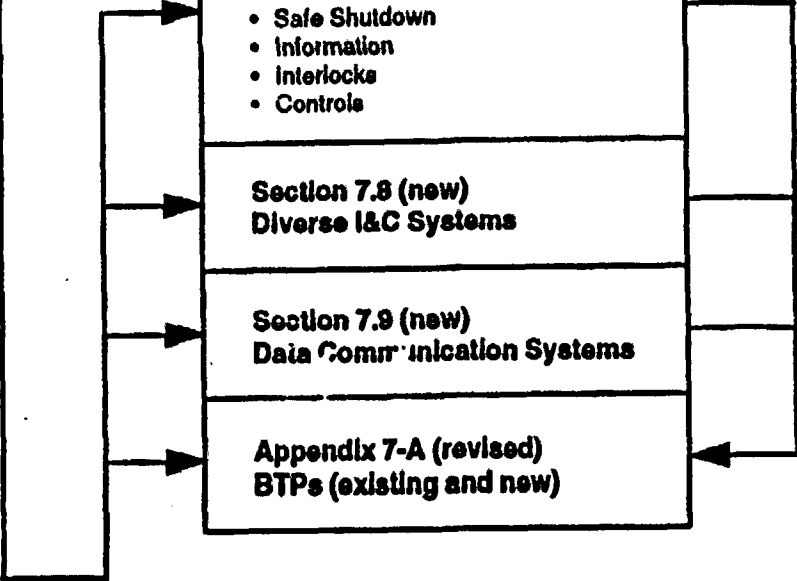 • Safe Shutdown
• Information
• Interlocks
• Controls
Section 7.8 (new)
Diverse I&C Systems
Section 7.9 (new)
Data Communication Systems
Appendix 7-A (revised)
BTPs (existing and new)